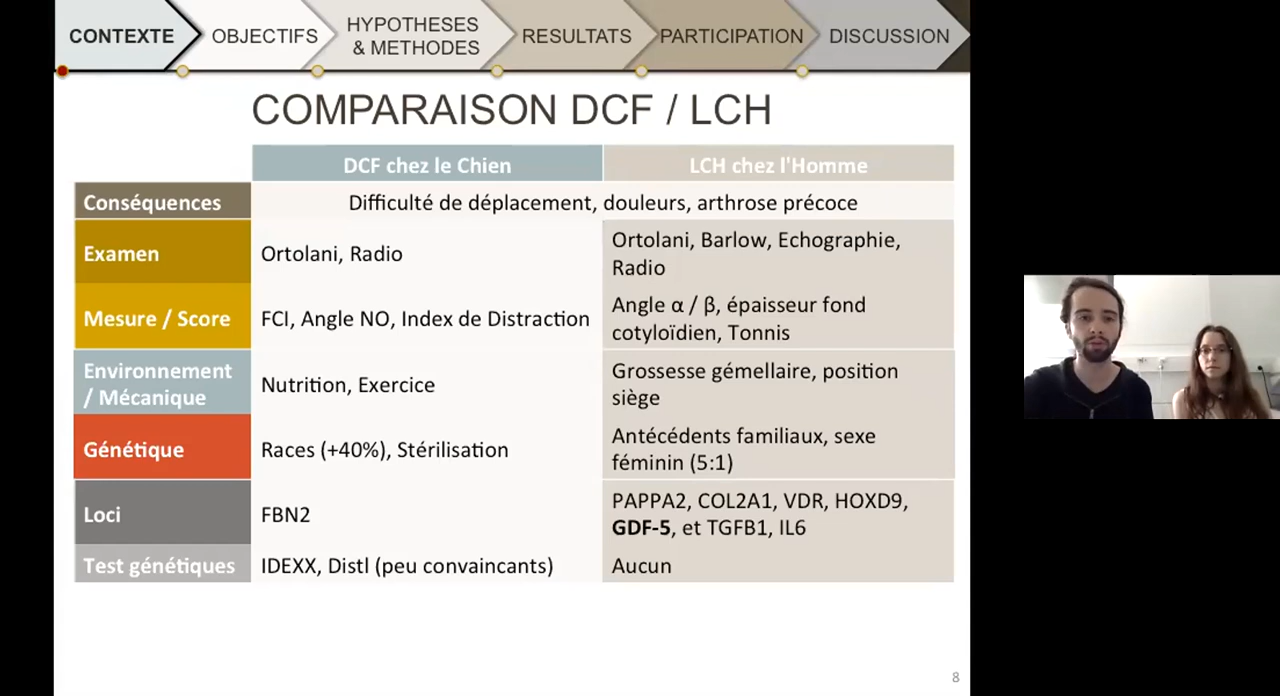 CONTEXTE
OBJECTIFS
HYPOTHESES
& METHODES
RESULTATS
PARTICIPATION
DISCUSSION
COMPARAISON DCF / LCH
DCF chez le Chien
LCH chez l'Homme
Conséquences
Difficulté de déplacement, douleurs, arthrose précoce
Examen
Ortolani, Radio
Ortolani, Barlow, Echographie,
Radio
Mesure / Score
FCI, Angle NO, Index de Distraction
Angle α / β, épaisseur fond
cotyloïdien, Tonnis
Environnement
/ Mécanique
Nutrition, Exercice
Grossesse gémellaire, position
siège
Génétique
Races (+40%), Stérilisation
Antécédents familiaux, sexe
féminin (5:1)
Loci
FBN2
PAPPA2, COL2A1, VDR, HOXD9,
GDF-5, et TGFB1, IL6
Test génétiques
IDEXX, Distl (peu convaincants)
Aucun
8